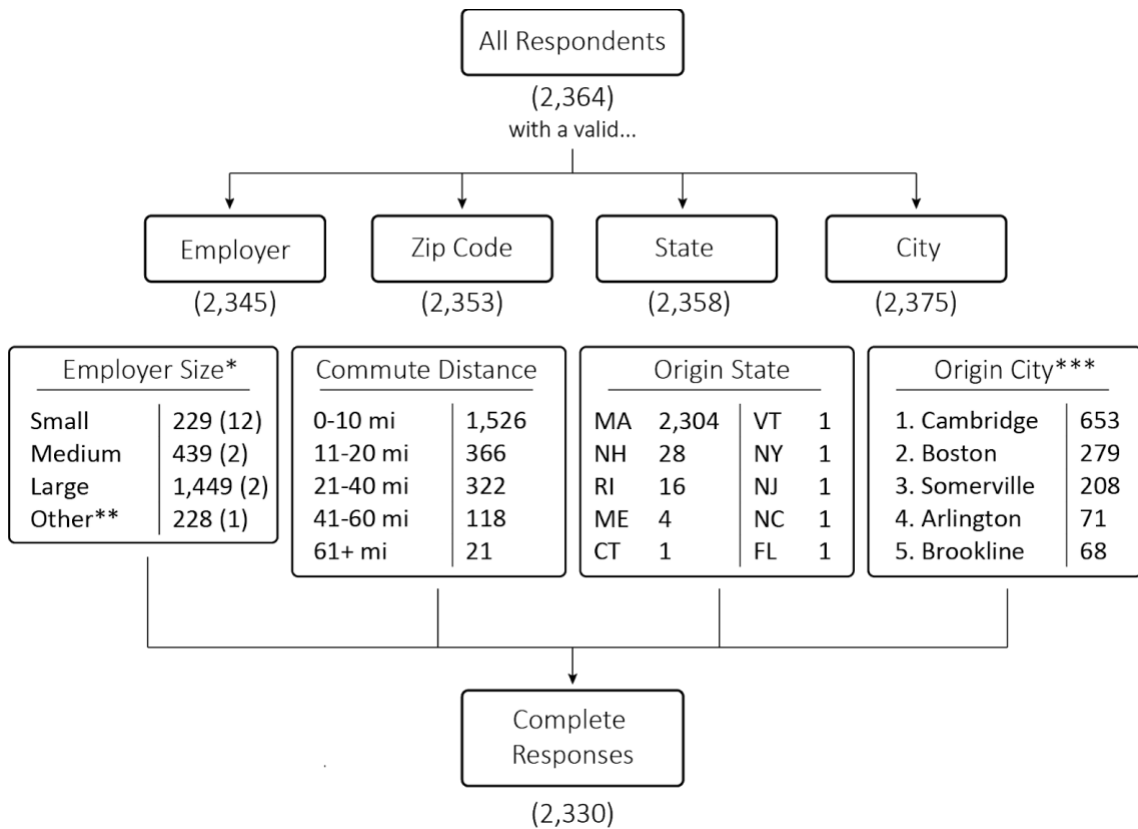 All Respondents
(2,364)
with a valid...
Employer
Zip Code
State
City
(2,345)
(2,353)
(2,358)
(2,375)
Employer Size*
Small 229 (12)
Medium 439 (2)
Large 1,449 (2)
Other** 228 (1)
Commute Distance
0-10 mi 1,526
11-20 mi 366
21-40 mi 322
41-60 mi 118
61+ mi 21
Origin State
MA 2,304 VT 1
NH 28 NY 1
RI 16 NJ 1
ME 4 NC 1
CT 1 FL 1
Origin City***
1. Cambridge 653
2. Boston 279
3. Somerville 208
4. Arlington 71
5. Brookline 68
Complete
Responses
(2,330)